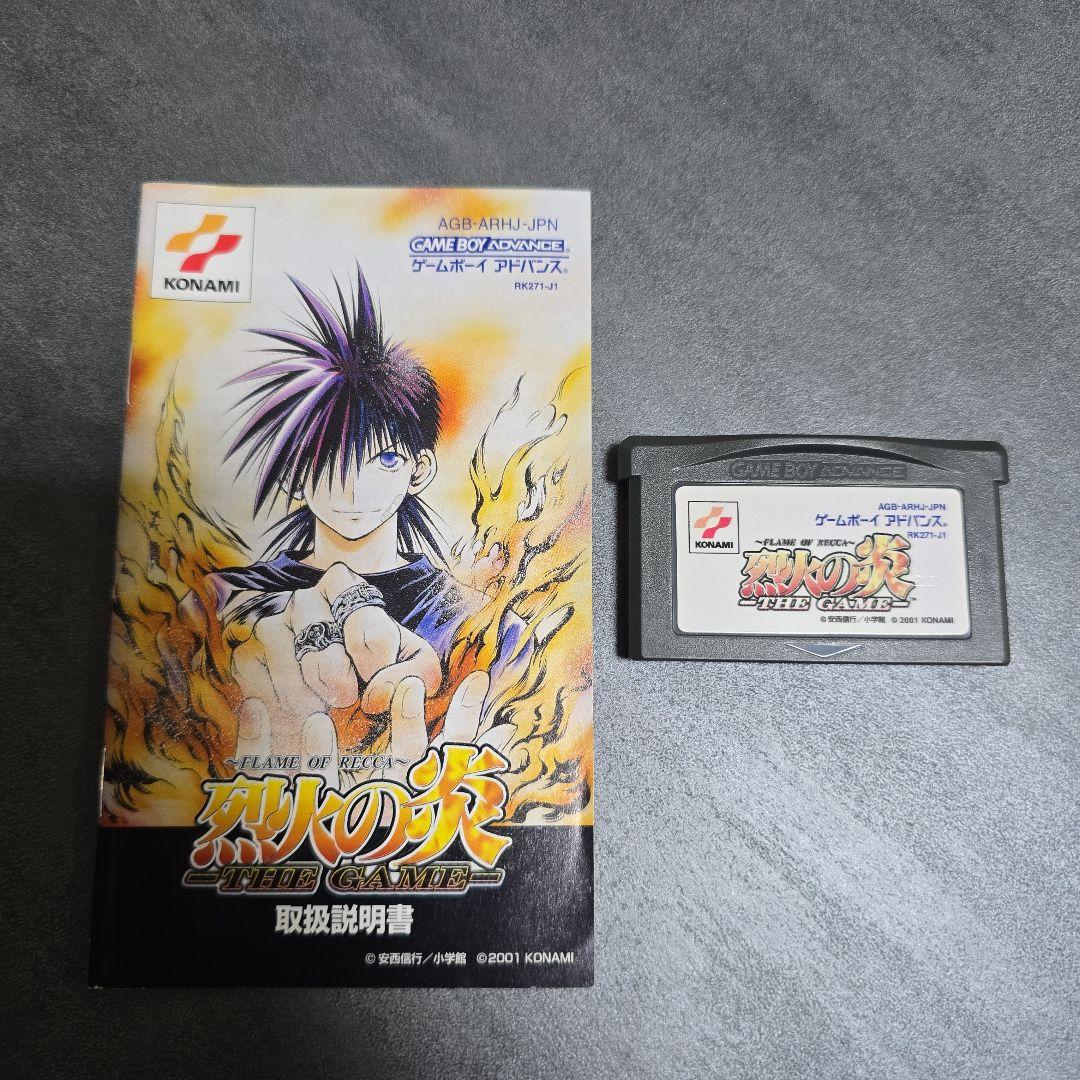 KONAMI
AGB-ARHJ-JPN
GAME BOY ADVANCE®
ゲームボーイ アドバンス®
RK271-J1
～FLAME OF RECCA～
烈火の炎
-THE GAME-
取扱説明書
©安西信行／小学館 ©2001 KONAMI
GAME BOY ADVANCE
KONAMI
AGB-ARHJ-JPN
ゲームボーイ アドバンス®
RK271-J1
～FLAME OF RECCA～
烈火の炎
-THE GAME-™
©安西信行／小学館 ©2001 KONAMI